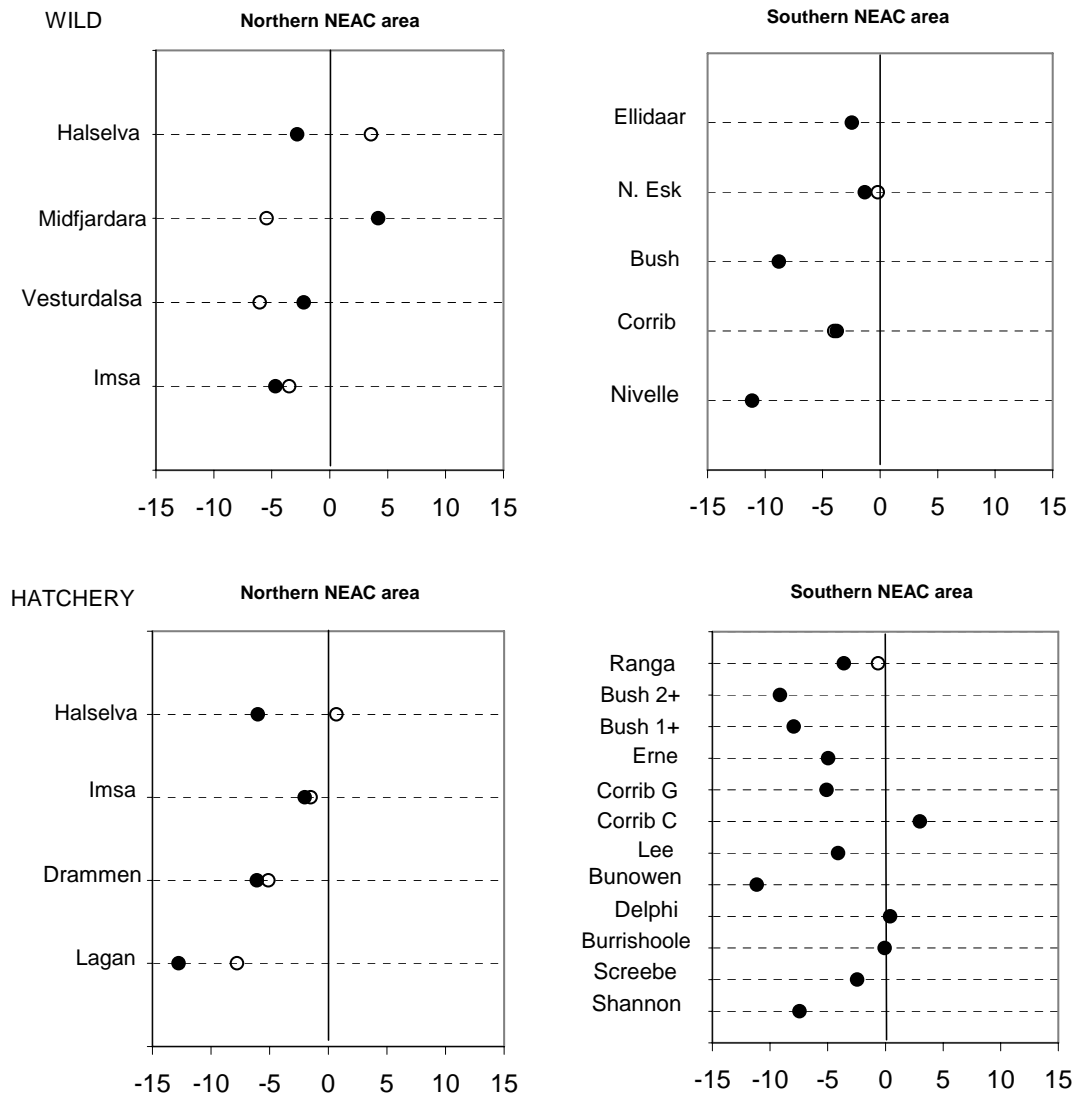 WILD
Northern NEAC area
Halselva
Midfjardara
Vesturdalsa
Imsa
-15 -10 -5 0 5 10 15
Southern NEAC area
Ellidaar
N. Esk
Bush
Corrib
Nivelle
-15 -10 -5 0 5 10 15
HATCHERY
Northern NEAC area
Halselva
Imsa
Drammen
Lagan
-15 -10 -5 0 5 10 15
Southern NEAC area
Ranga
Bush 2+
Bush 1+
Erne
Corrib G
Corrib C
Lee
Bunowen
Delphi
Burrishoole
Screebe
Shannon
-15 -10 -5 0 5 10 15